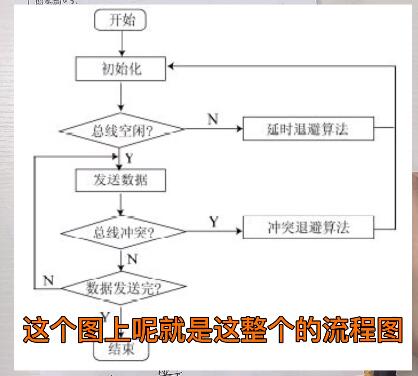 开始
初始化
总线空闲?
N
延时退避算法
Y
发送数据
总线冲突?
Y
冲突退避算法
N
N
数据发送完?
Y
这个图上呢就是这整个的流程图
结束